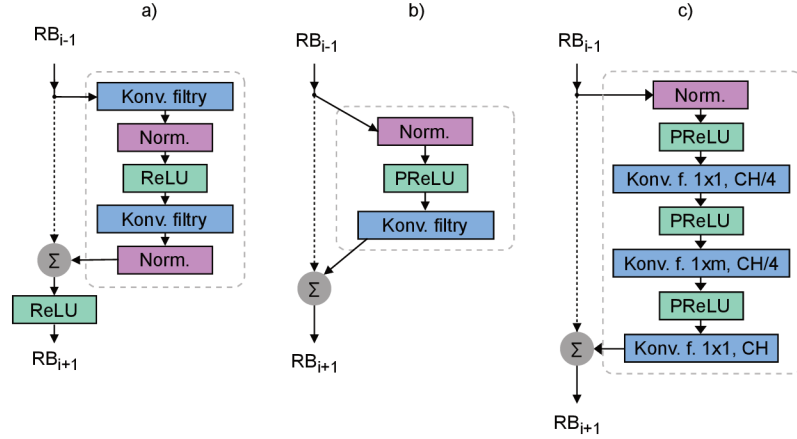 a)
RBi-1
Konv. filtry
Norm.
ReLU
Konv. filtry
Norm.
Σ
ReLU
RBi+1
b)
RBi-1
Norm.
PReLU
Konv. filtry
Σ
RBi+1
c)
RBi-1
Norm.
PReLU
Konv. f. 1x1, CH/4
PReLU
Konv. f. 1xm, CH/4
PReLU
Konv. f. 1x1, CH
Σ
RBi+1